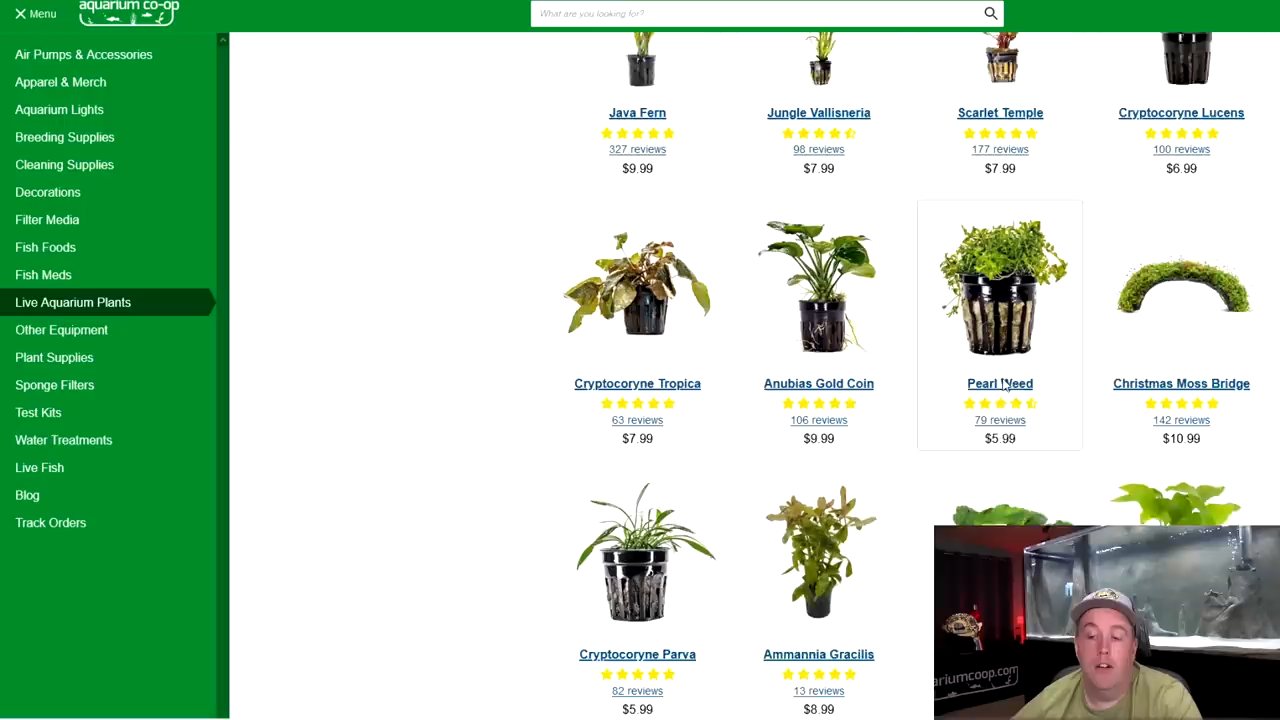 Menu
aquarium co-op
What are you looking for?
Air Pumps & Accessories
Apparel & Merch
Aquarium Lights
Breeding Supplies
Cleaning Supplies
Decorations
Filter Media
Fish Foods
Fish Meds
Live Aquarium Plants
Other Equipment
Plant Supplies
Sponge Filters
Test Kits
Water Treatments
Live Fish
Blog
Track Orders
Java Fern
327 reviews
$9.99
Jungle Vallisneria
98 reviews
$7.99
Scarlet Temple
177 reviews
$7.99
Cryptocoryne Lucens
100 reviews
$6.99
Cryptocoryne Tropica
63 reviews
$7.99
Anubias Gold Coin
106 reviews
$9.99
Pearl Weed
79 reviews
$5.99
Christmas Moss Bridge
142 reviews
$10.99
Cryptocoryne Parva
82 reviews
$5.99
Ammannia Gracilis
13 reviews
$8.99
ariumcoop.com